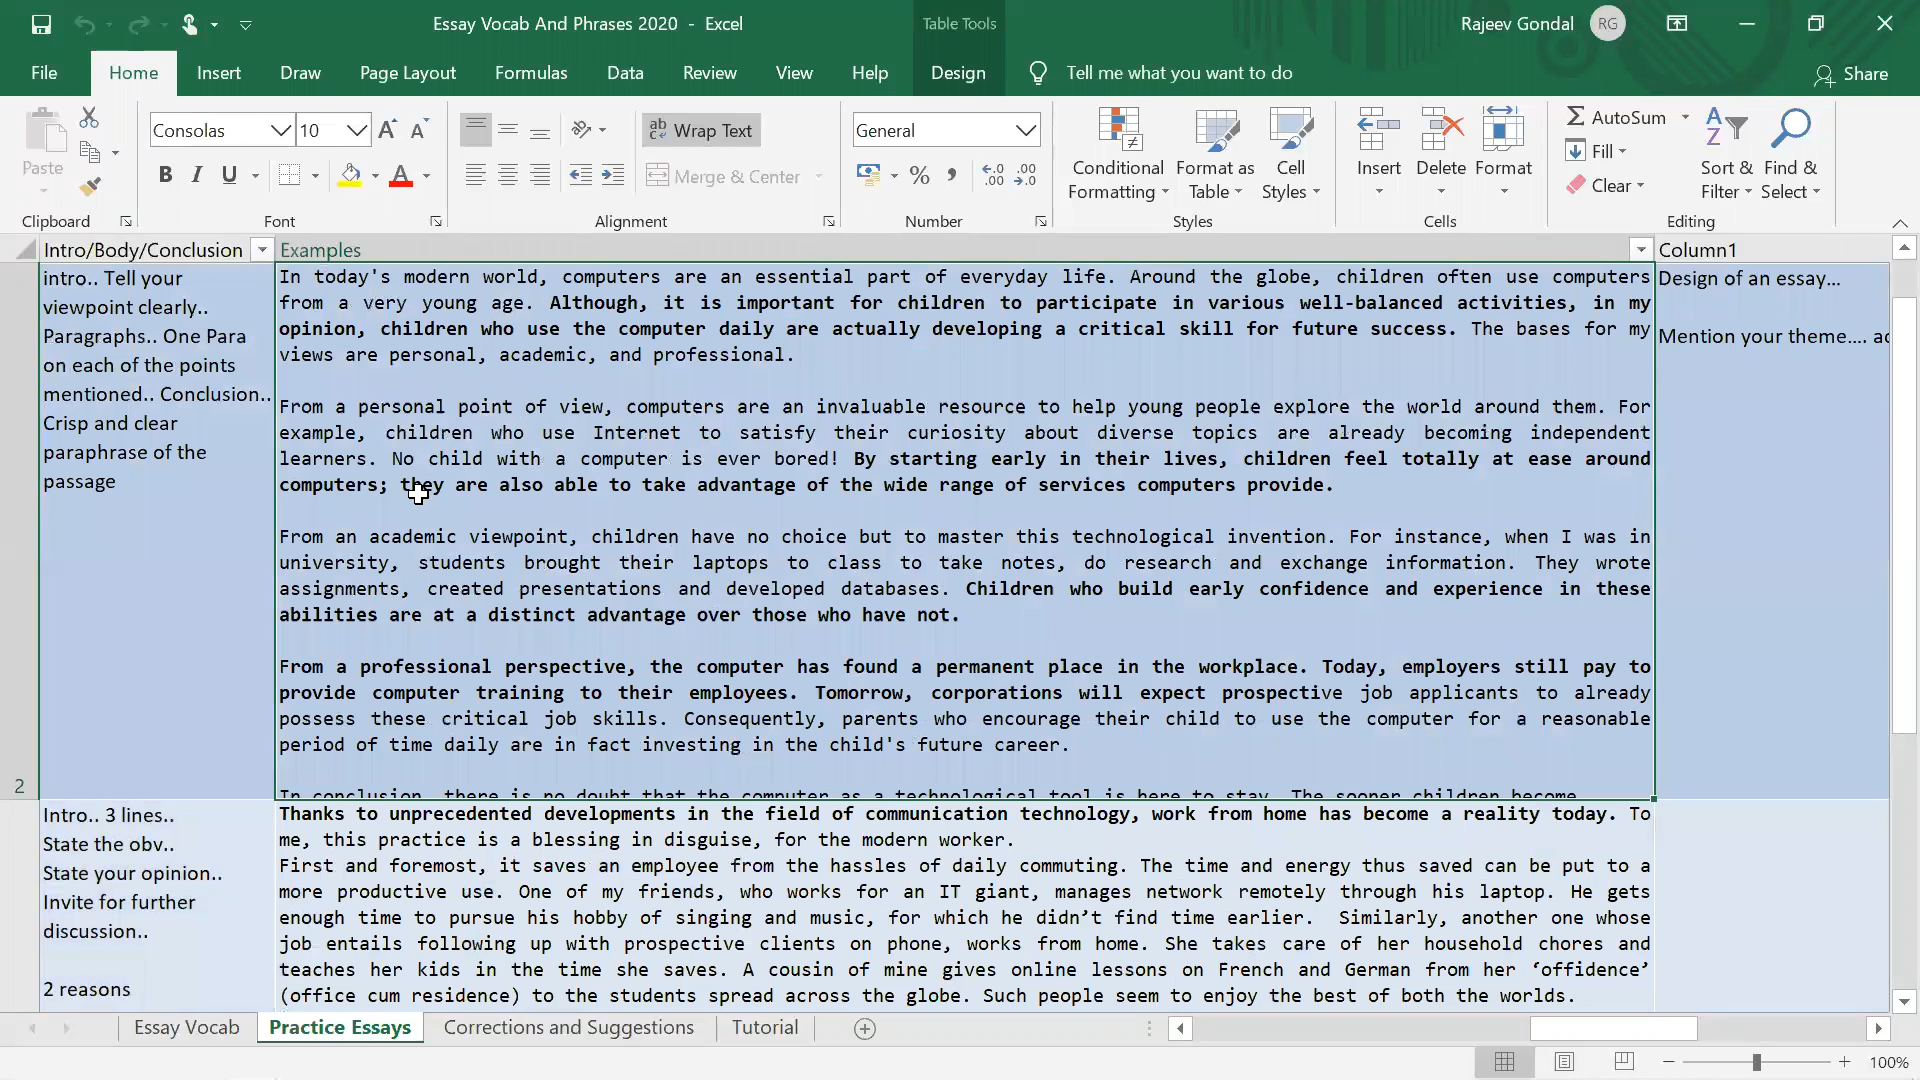 Essay Vocab And Phrases 2020 - Excel
Table Tools
Rajeev Gondal
RG
File
Home
Insert
Draw
Page Layout
Formulas
Data
Review
View
Help
Design
Tell me what you want to do
Share
Paste
Clipboard
Consolas
10
A A
B I U
A
Font
ab Wrap Text
Merge & Center
Alignment
General
%
Number
Conditional Formatting
Format as Table
Cell Styles
Styles
Insert
Delete
Format
Cells
AutoSum
Fill
Clear
Sort & Filter
Find & Select
Editing
Intro/Body/Conclusion
Examples
Column1
intro.. Tell your
viewpoint clearly..
Paragraphs.. One Para
on each of the points
mentioned.. Conclusion..
Crisp and clear
paraphrase of the
passage
In today's modern world, computers are an essential part of everyday life. Around the globe, children often use computers
from a very young age. Although, it is important for children to participate in various well-balanced activities, in my
opinion, children who use the computer daily are actually developing a critical skill for future success. The bases for my
views are personal, academic, and professional.
From a personal point of view, computers are an invaluable resource to help young people explore the world around them. For
example, children who use Internet to satisfy their curiosity about diverse topics are already becoming independent
learners. No child with a computer is ever bored! By starting early in their lives, children feel totally at ease around
computers; they are also able to take advantage of the wide range of services computers provide.
From an academic viewpoint, children have no choice but to master this technological invention. For instance, when I was in
university, students brought their laptops to class to take notes, do research and exchange information. They wrote
assignments, created presentations and developed databases. Children who build early confidence and experience in these
abilities are at a distinct advantage over those who have not.
From a professional perspective, the computer has found a permanent place in the workplace. Today, employers still pay to
provide computer training to their employees. Tomorrow, corporations will expect prospective job applicants to already
possess these critical job skills. Consequently, parents who encourage their child to use the computer for a reasonable
period of time daily are in fact investing in the child's future career.
In conclusion, there is no doubt that the computer as a technological tool is here to stay. The sooner children become
Design of an essay...
Mention your theme.... ac
2
Intro.. 3 lines..
State the obv..
State your opinion..
Invite for further
discussion..
2 reasons
Thanks to unprecedented developments in the field of communication technology, work from home has become a reality today. To
me, this practice is a blessing in disguise, for the modern worker.
First and foremost, it saves an employee from the hassles of daily commuting. The time and energy thus saved can be put to a
more productive use. One of my friends, who works for an IT giant, manages network remotely through his laptop. He gets
enough time to pursue his hobby of singing and music, for which he didn’t find time earlier. Similarly, another one whose
job entails following up with prospective clients on phone, works from home. She takes care of her household chores and
teaches her kids in the time she saves. A cousin of mine gives online lessons on French and German from her ‘offidence’
(office cum residence) to the students spread across the globe. Such people seem to enjoy the best of both the worlds.
Essay Vocab
Practice Essays
Corrections and Suggestions
Tutorial
100%